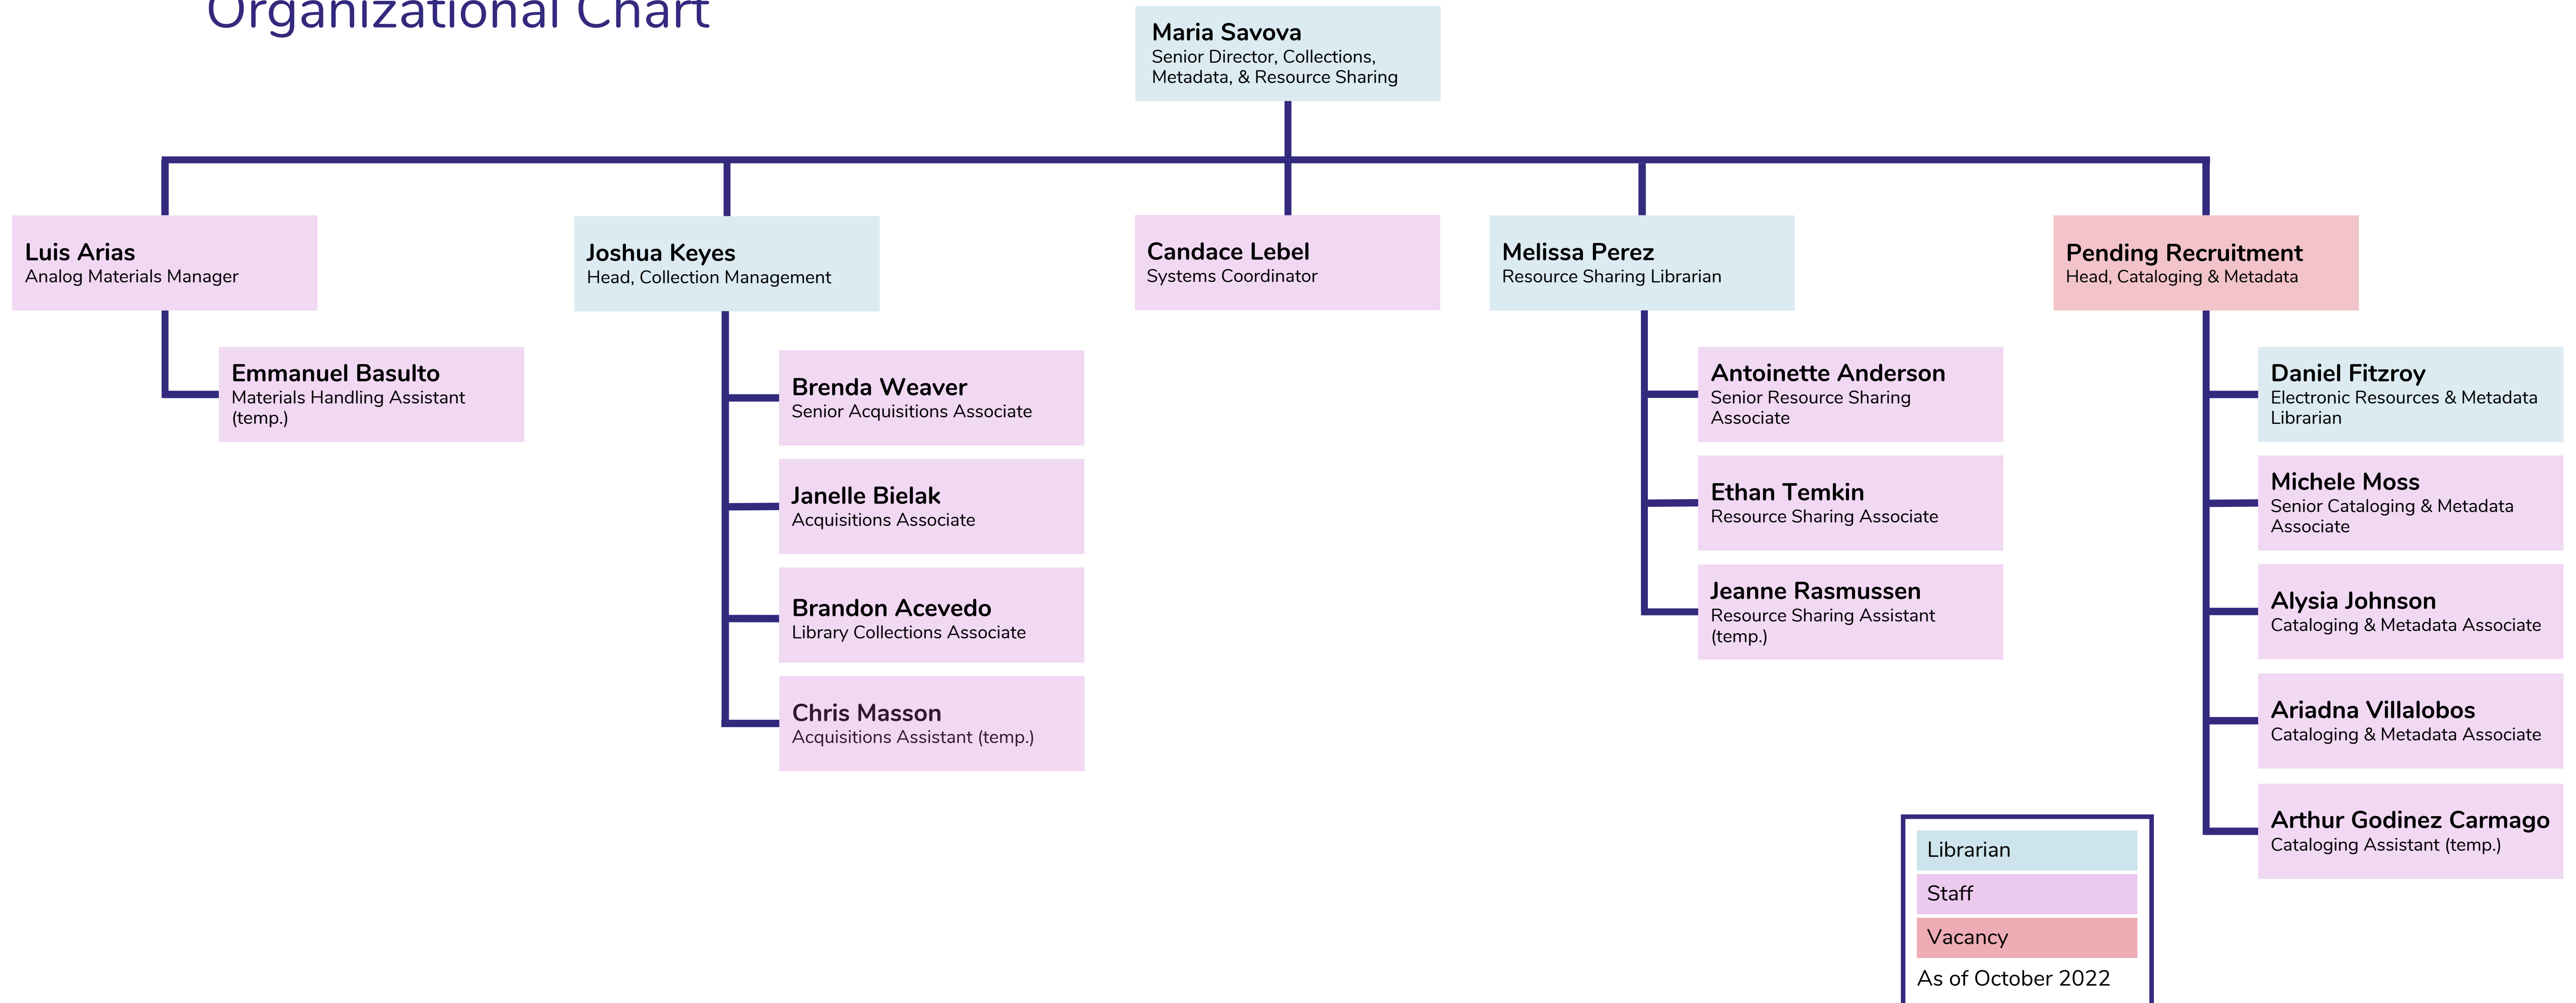 Organizational Chart
Maria Savova
Senior Director, Collections,
Metadata, & Resource Sharing
Luis Arias
Analog Materials Manager
Emmanuel Basulto
Materials Handling Assistant
(temp.)
Joshua Keyes
Head, Collection Management
Brenda Weaver
Senior Acquisitions Associate
Janelle Bielak
Acquisitions Associate
Brandon Acevedo
Library Collections Associate
Chris Masson
Acquisitions Assistant (temp.)
Candace Lebel
Systems Coordinator
Melissa Perez
Resource Sharing Librarian
Antoinette Anderson
Senior Resource Sharing
Associate
Ethan Temkin
Resource Sharing Associate
Jeanne Rasmussen
Resource Sharing Assistant
(temp.)
Pending Recruitment
Head, Cataloging & Metadata
Daniel Fitzroy
Electronic Resources & Metadata
Librarian
Michele Moss
Senior Cataloging & Metadata
Associate
Alysia Johnson
Cataloging & Metadata Associate
Ariadna Villalobos
Cataloging & Metadata Associate
Arthur Godinez Carmago
Cataloging Assistant (temp.)
Librarian
Staff
Vacancy
As of October 2022